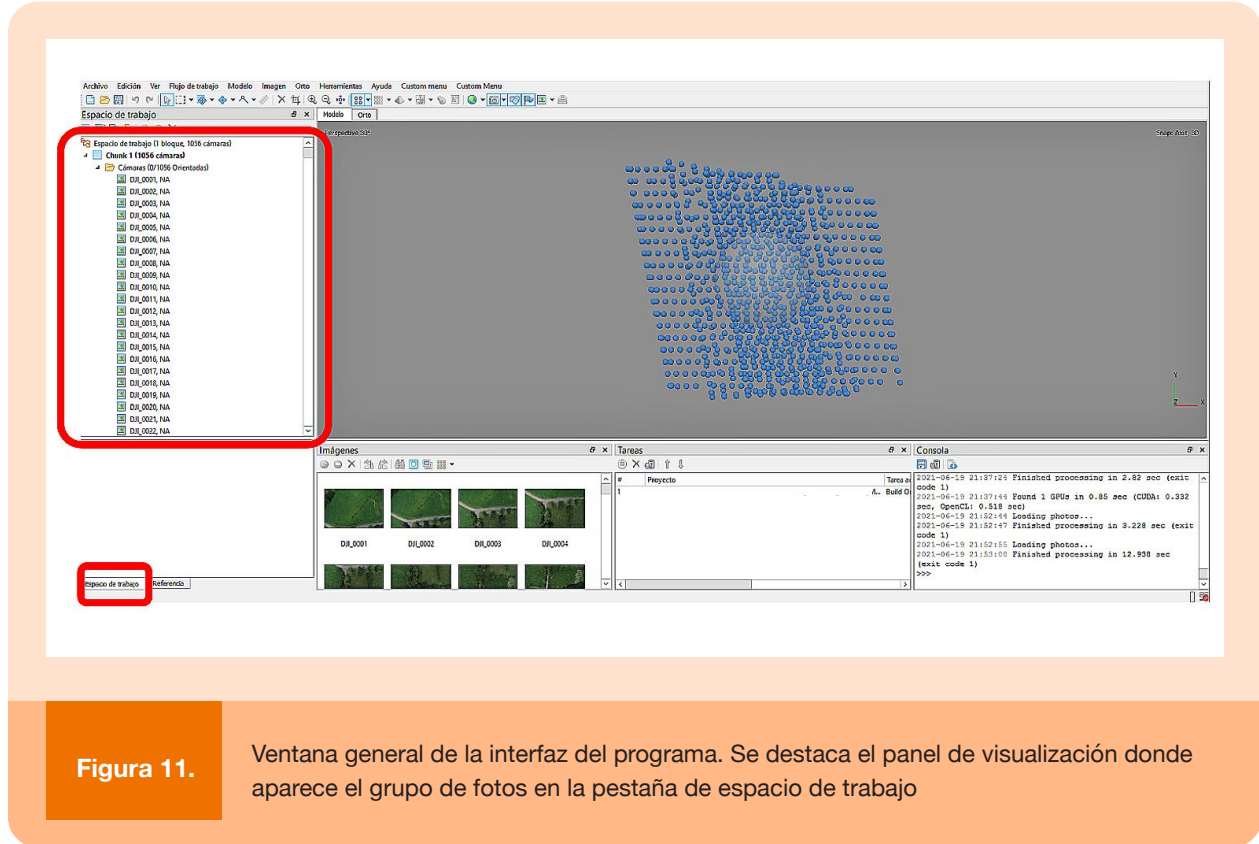 Archivo Edición Ver Flujo de trabajo Modelo Imagen Orto Herramientas Ayuda Custom menu Custom Menu
Espacio de trabajo
Modelo Orto
Perspectiva 30°
Snap: Axis, 3D
Espacio de trabajo (1 bloque, 1056 cámaras)
Chunk 1 (1056 cámaras)
Cámaras (0/1056 Orientadas)
DJI_0001, NA
DJI_0002, NA
DJI_0003, NA
DJI_0004, NA
DJI_0005, NA
DJI_0006, NA
DJI_0007, NA
DJI_0008, NA
DJI_0009, NA
DJI_0010, NA
DJI_0011, NA
DJI_0012, NA
DJI_0013, NA
DJI_0014, NA
DJI_0015, NA
DJI_0016, NA
DJI_0017, NA
DJI_0018, NA
DJI_0019, NA
DJI_0020, NA
DJI_0021, NA
DJI_0022, NA
Y
Z X
Espacio de trabajo Referencia
Imágenes
DJI_0001 DJI_0002 DJI_0003 DJI_0004
Tareas
# Proyecto Tarea
1 /... Build
Consola
2021-06-19 21:37:24 Finished processing in 2.82 sec (exit
code 1)
2021-06-19 21:37:44 Found 1 GPUs in 0.85 sec (CUDA: 0.332
sec, OpenCL: 0.518 sec)
2021-06-19 21:52:44 Loading photos...
2021-06-19 21:52:47 Finished processing in 3.228 sec (exit
code 1)
2021-06-19 21:52:55 Loading photos...
2021-06-19 21:53:08 Finished processing in 12.938 sec
(exit code 1)
>>>
Figura 11.
Ventana general de la interfaz del programa. Se destaca el panel de visualización donde
aparece el grupo de fotos en la pestaña de espacio de trabajo